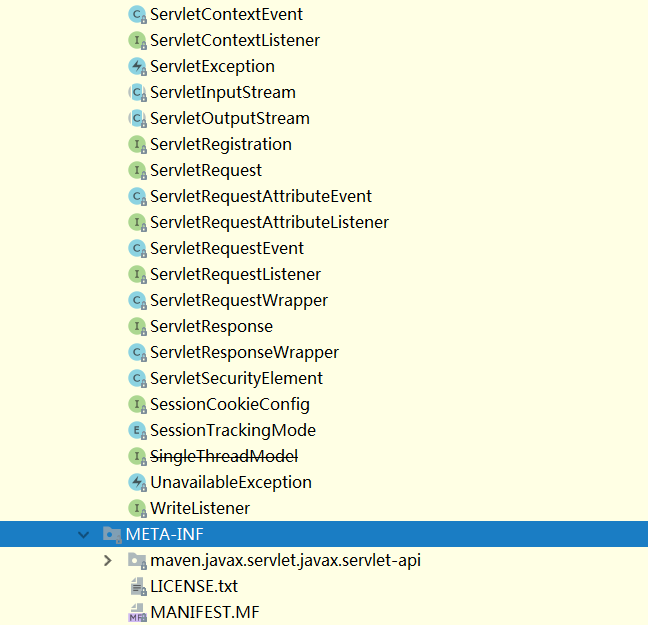 ServletContextEvent
ServletContextListener
ServletException
ServletInputStream
ServletOutputStream
ServletRegistration
ServletRequest
ServletRequestAttributeEvent
ServletRequestAttributeListener
ServletRequestEvent
ServletRequestListener
ServletRequestWrapper
ServletResponse
ServletResponseWrapper
ServletSecurityElement
SessionCookieConfig
SessionTrackingMode
SingleThreadModel
UnavailableException
WriteListener
META-INF
maven.javax.servlet.javax.servlet-api
LICENSE.txt
MANIFEST.MF